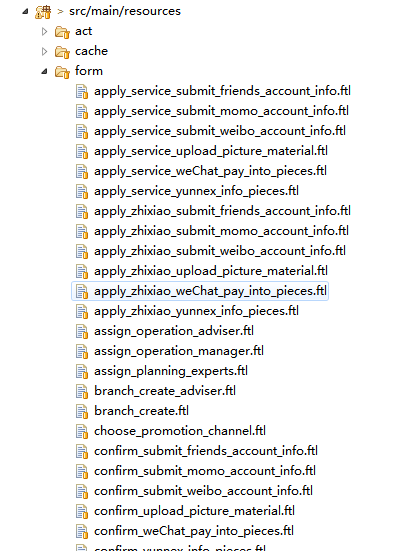 > src/main/resources
act
cache
form
apply_service_submit_friends_account_info.ftl
apply_service_submit_momo_account_info.ftl
apply_service_submit_weibo_account_info.ftl
apply_service_upload_picture_material.ftl
apply_service_weChat_pay_into_pieces.ftl
apply_service_yunnex_info_pieces.ftl
apply_zhixiao_submit_friends_account_info.ftl
apply_zhixiao_submit_momo_account_info.ftl
apply_zhixiao_submit_weibo_account_info.ftl
apply_zhixiao_upload_picture_material.ftl
apply_zhixiao_weChat_pay_into_pieces.ftl
apply_zhixiao_yunnex_info_pieces.ftl
assign_operation_adviser.ftl
assign_operation_manager.ftl
assign_planning_experts.ftl
branch_create_adviser.ftl
branch_create.ftl
choose_promotion_channel.ftl
confirm_submit_friends_account_info.ftl
confirm_submit_momo_account_info.ftl
confirm_submit_weibo_account_info.ftl
confirm_upload_picture_material.ftl
confirm_weChat_pay_into_pieces.ftl
confirm_yunnex_info_pieces.ftl